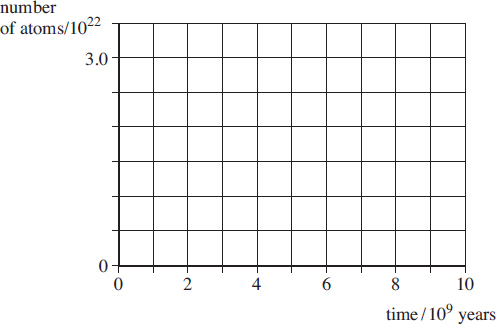 number
of atoms/10²²
3.0
0
0 2 4 6 8 10
time/10⁹ years